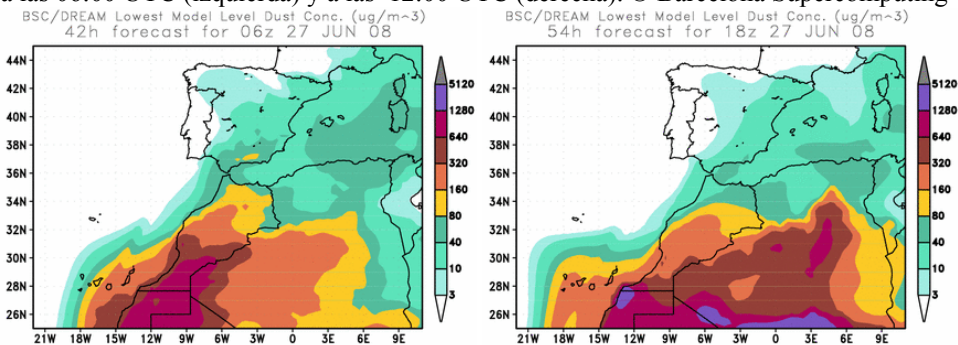 a las UTC (izquierda) y a las UTC (derecha). © Barcelona Supercomputing
BSC/DREAM Lowest Model Level Dust Conc. (ug/m^3)
42h forecast for 06z 27 JUN 08
44N
42N
40N
38N
36N
34N
32N
30N
28N
26N
21W 18W 15W 12W 9W 6W 3W 0 3E 6E 9E
5120
1280
640
320
160
80
40
10
3
BSC/DREAM Lowest Model Level Dust Conc. (ug/m^3)
54h forecast for 18z 27 JUN 08
44N
42N
40N
38N
36N
34N
32N
30N
28N
26N
21W 18W 15W 12W 9W 6W 3W 0 3E 6E 9E
5120
1280
640
320
160
80
40
10
3